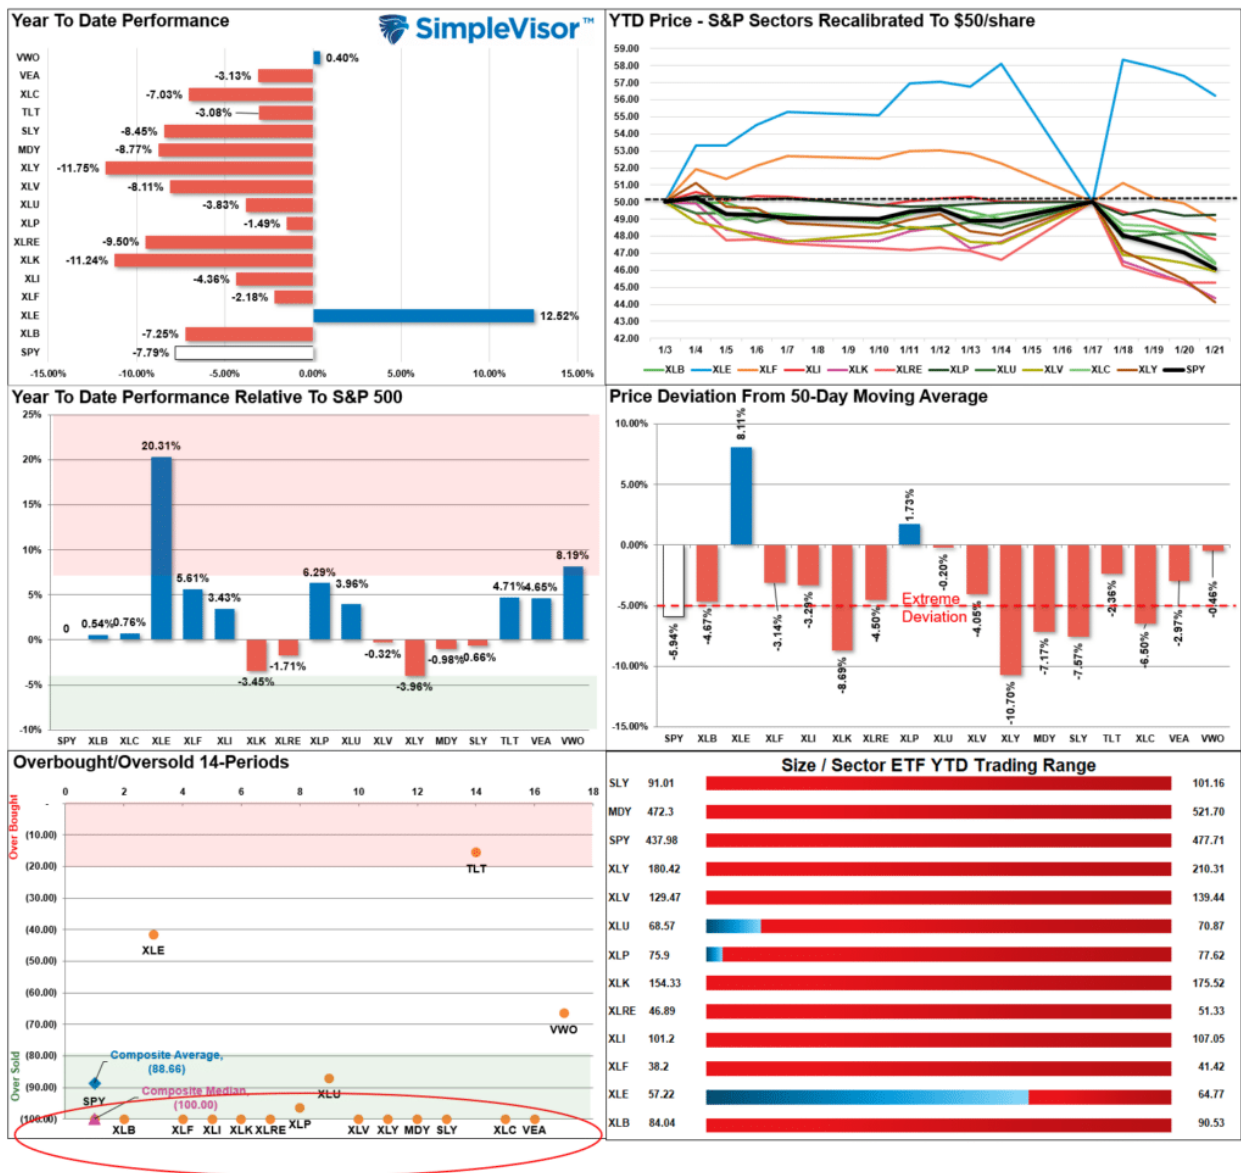 Year To Date Performance
SimpleVisor™
VWO 0.40%
VEA -3.13%
XLC -7.03%
TLT -3.08%
SLY -8.45%
MDY -8.77%
XLY -11.75%
XLV -8.11%
XLU -3.83%
XLP -1.49%
XLRE -9.50%
XLK -11.24%
XLI -4.36%
XLF -2.18%
XLE 12.52%
XLB -7.25%
SPY -7.79%
-15.00% -10.00% -5.00% 0.00% 5.00% 10.00% 15.00%
YTD Price - S&P Sectors Recalibrated To $50/share
59.00
58.00
57.00
56.00
55.00
54.00
53.00
52.00
51.00
50.00
49.00
48.00
47.00
46.00
45.00
44.00
43.00
42.00
1/3 1/4 1/5 1/6 1/7 1/8 1/9 1/10 1/11 1/12 1/13 1/14 1/15 1/16 1/17 1/18 1/19 1/20 1/21
XLB XLE XLF XLI XLK XLRE XLP XLU XLV XLC XLY SPY
Year To Date Performance Relative To S&P 500
25%
20%
15%
10%
5%
0%
-5%
-10%
0 0.54% 0.76% 20.31% 5.61% 3.43% -3.45% -1.71% 6.29% 3.96% -0.32% -3.96% -0.98% -0.66% 4.71% 4.65% 8.19%
SPY XLB XLC XLE XLF XLI XLK XLRE XLP XLU XLV XLY MDY SLY TLT VEA VWO
Price Deviation From 50-Day Moving Average
10.00%
5.00%
0.00%
-5.00%
-10.00%
-15.00%
-5.94% -4.67% 8.11% -3.14% -3.29% -8.69% -4.50% 1.73% -0.20% -4.05% -10.70% -7.17% -7.57% -2.36% -6.50% -2.97% -0.46%
Extreme
Deviation
SPY XLB XLE XLF XLI XLK XLRE XLP XLU XLV XLY MDY SLY TLT XLC VEA VWO
Overbought/Oversold 14-Periods
0 2 4 6 8 10 12 14 16 18
-
(10.00)
(20.00)
(30.00)
(40.00)
(50.00)
(60.00)
(70.00)
(80.00)
(90.00)
(100.00)
Over Bought
Over Sold
TLT
XLE
VWO
Composite Average,
(88.66)
SPY
Composite Median,
(100.00)
XLU
XLP
XLB XLF XLI XLK XLRE XLV XLY MDY SLY XLC VEA
Size / Sector ETF YTD Trading Range
SLY 91.01 101.16
MDY 472.3 521.70
SPY 437.98 477.71
XLY 180.42 210.31
XLV 129.47 139.44
XLU 68.57 70.87
XLP 75.9 77.62
XLK 154.33 175.52
XLRE 46.89 51.33
XLI 101.2 107.05
XLF 38.2 41.42
XLE 57.22 64.77
XLB 84.04 90.53